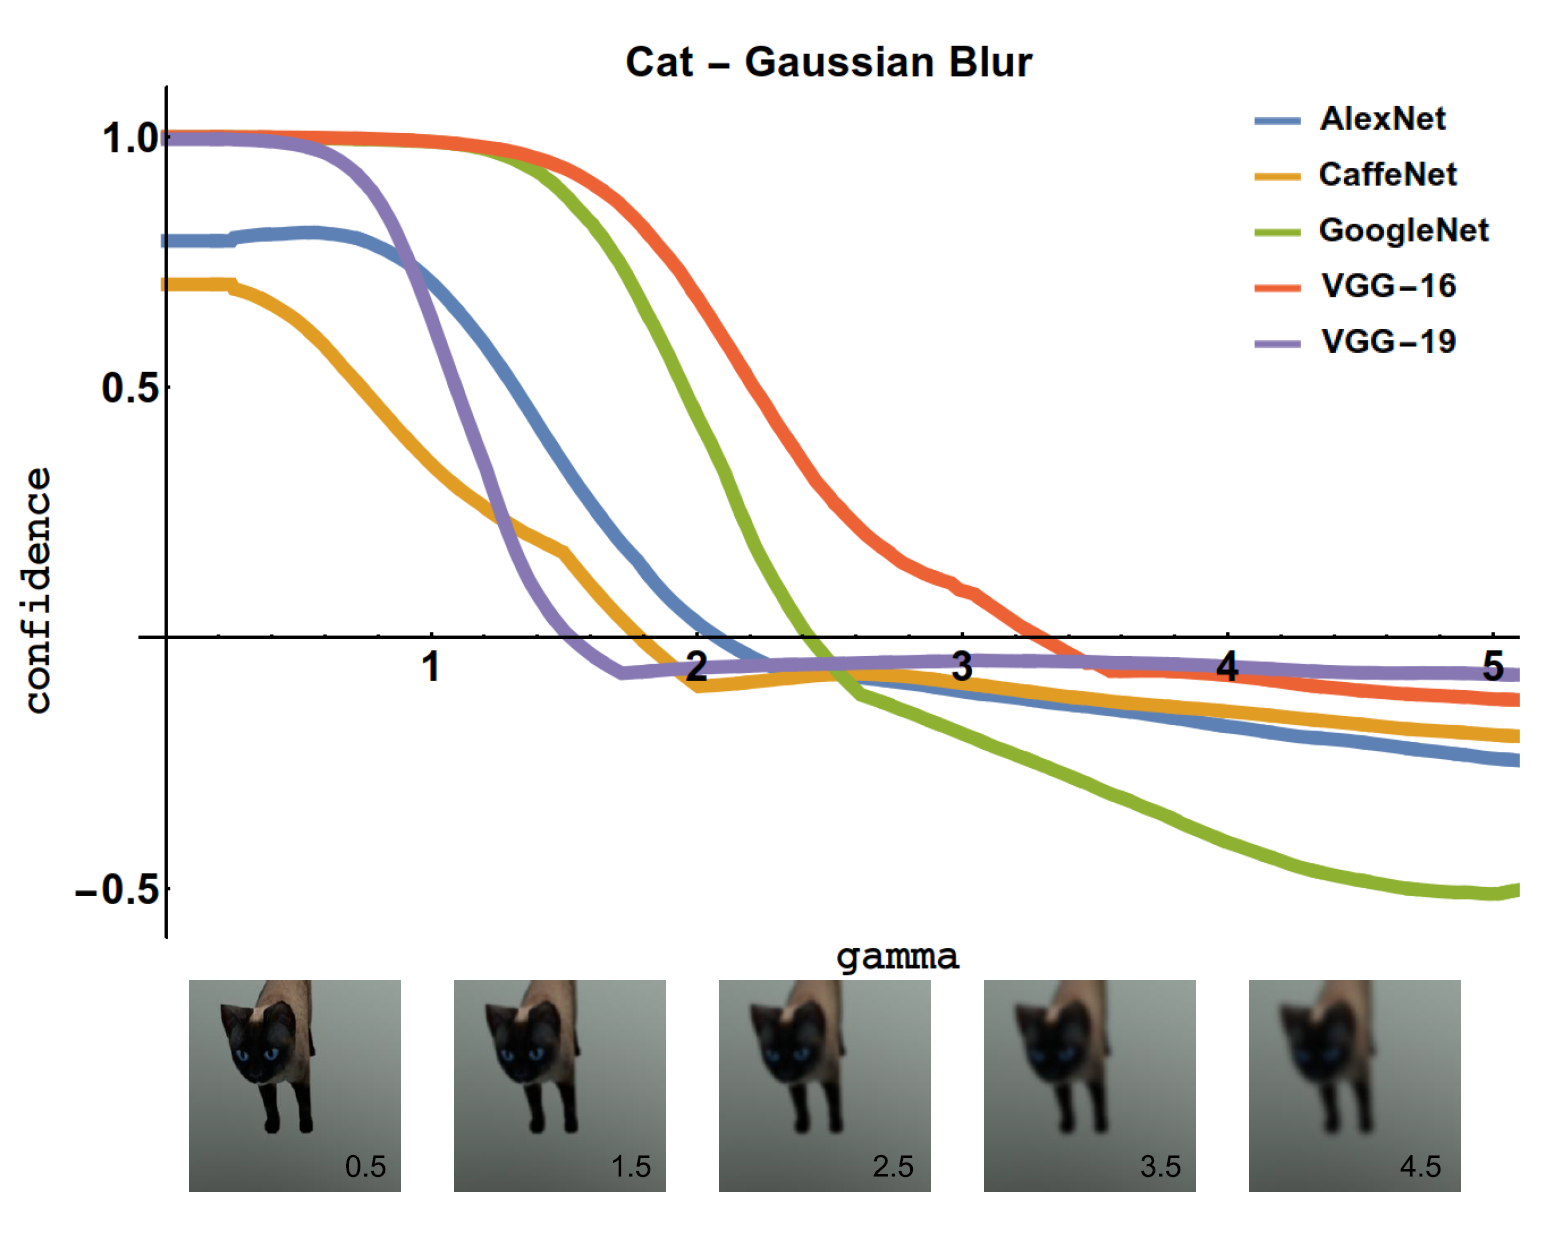 Cat – Gaussian Blur
AlexNet
CaffeNet
GoogleNet
VGG–16
VGG–19
1.0
0.5
–0.5
confidence
1 2 3 4 5
gamma
0.5 1.5 2.5 3.5 4.5